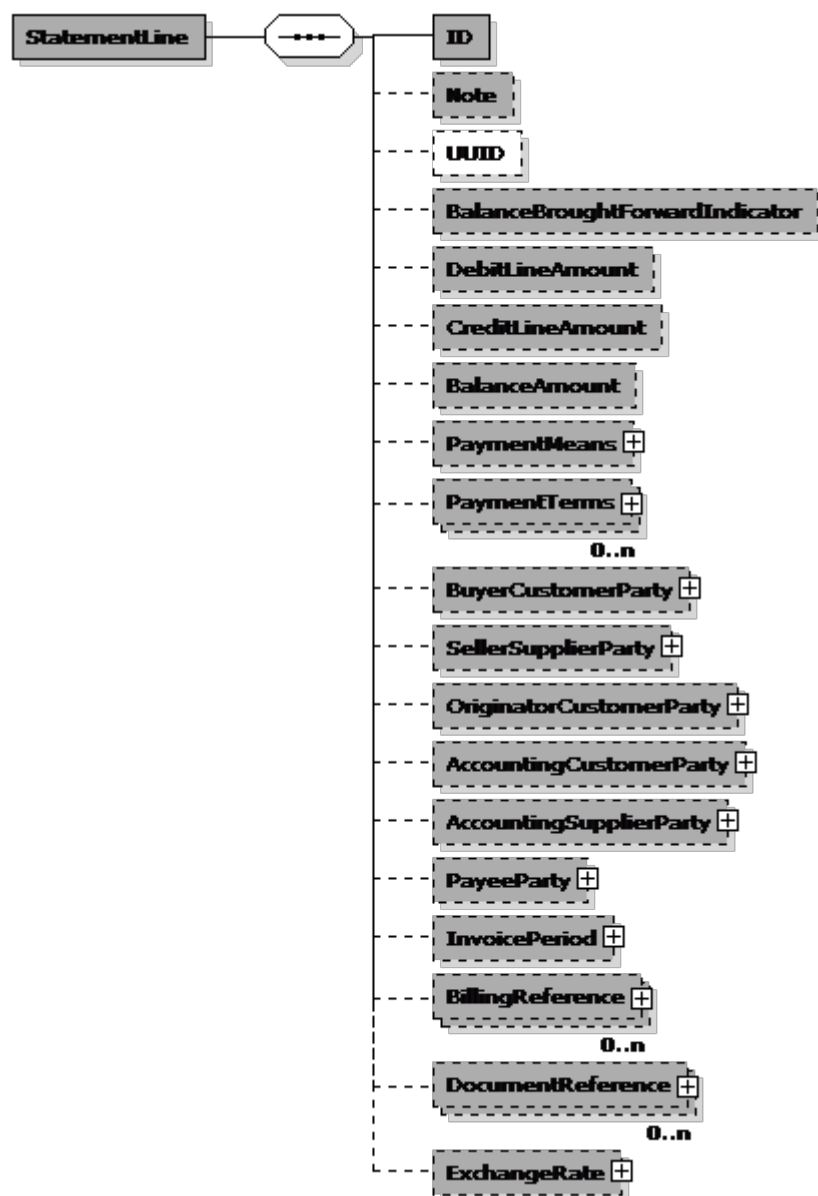 StatementLine
ID
Note
UUID
BalanceBroughtForwardIndicator
DebitLineAmount
CreditLineAmount
BalanceAmount
PaymentMeans
PaymentTerms
0..n
BuyerCustomerParty
SellerSupplierParty
OriginatorCustomerParty
AccountingCustomerParty
AccountingSupplierParty
PayeeParty
InvoicePeriod
BillingReference
0..n
DocumentReference
0..n
ExchangeRate